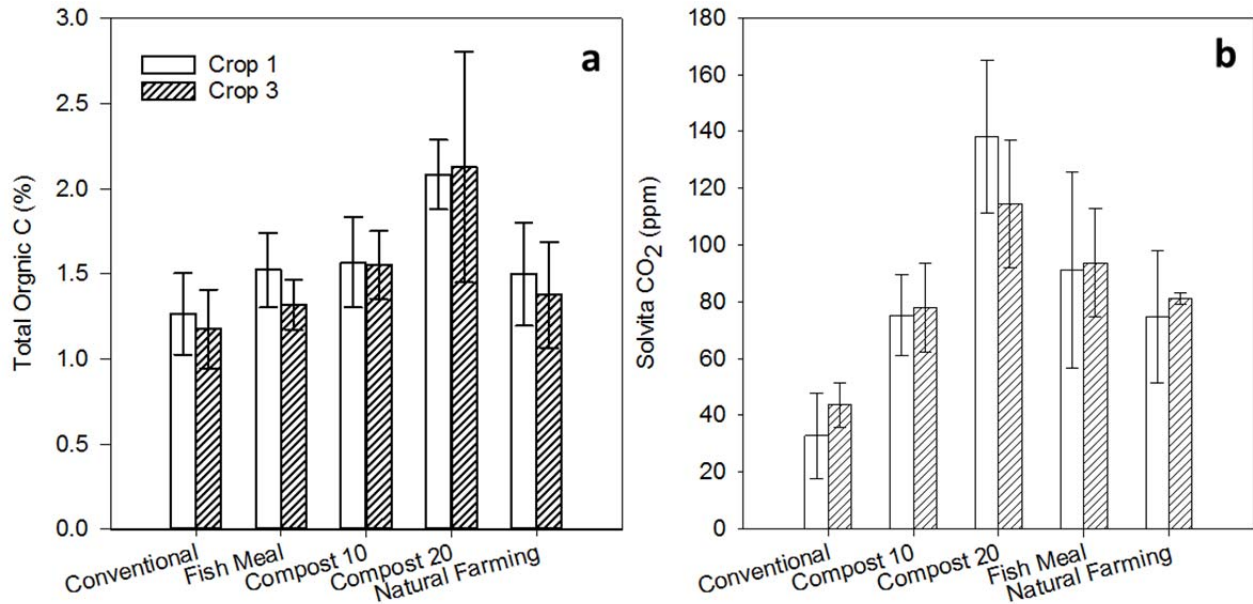 a
Total Orgnic C (%)
3.0
2.5
2.0
1.5
1.0
0.5
0.0
Crop 1
Crop 3
Conventional
Fish Meal
Compost 10
Compost 20
Natural Farming
b
Solvita CO₂ (ppm)
180
160
140
120
100
80
60
40
20
0
Conventional
Compost 10
Compost 20
Fish Meal
Natural Farming